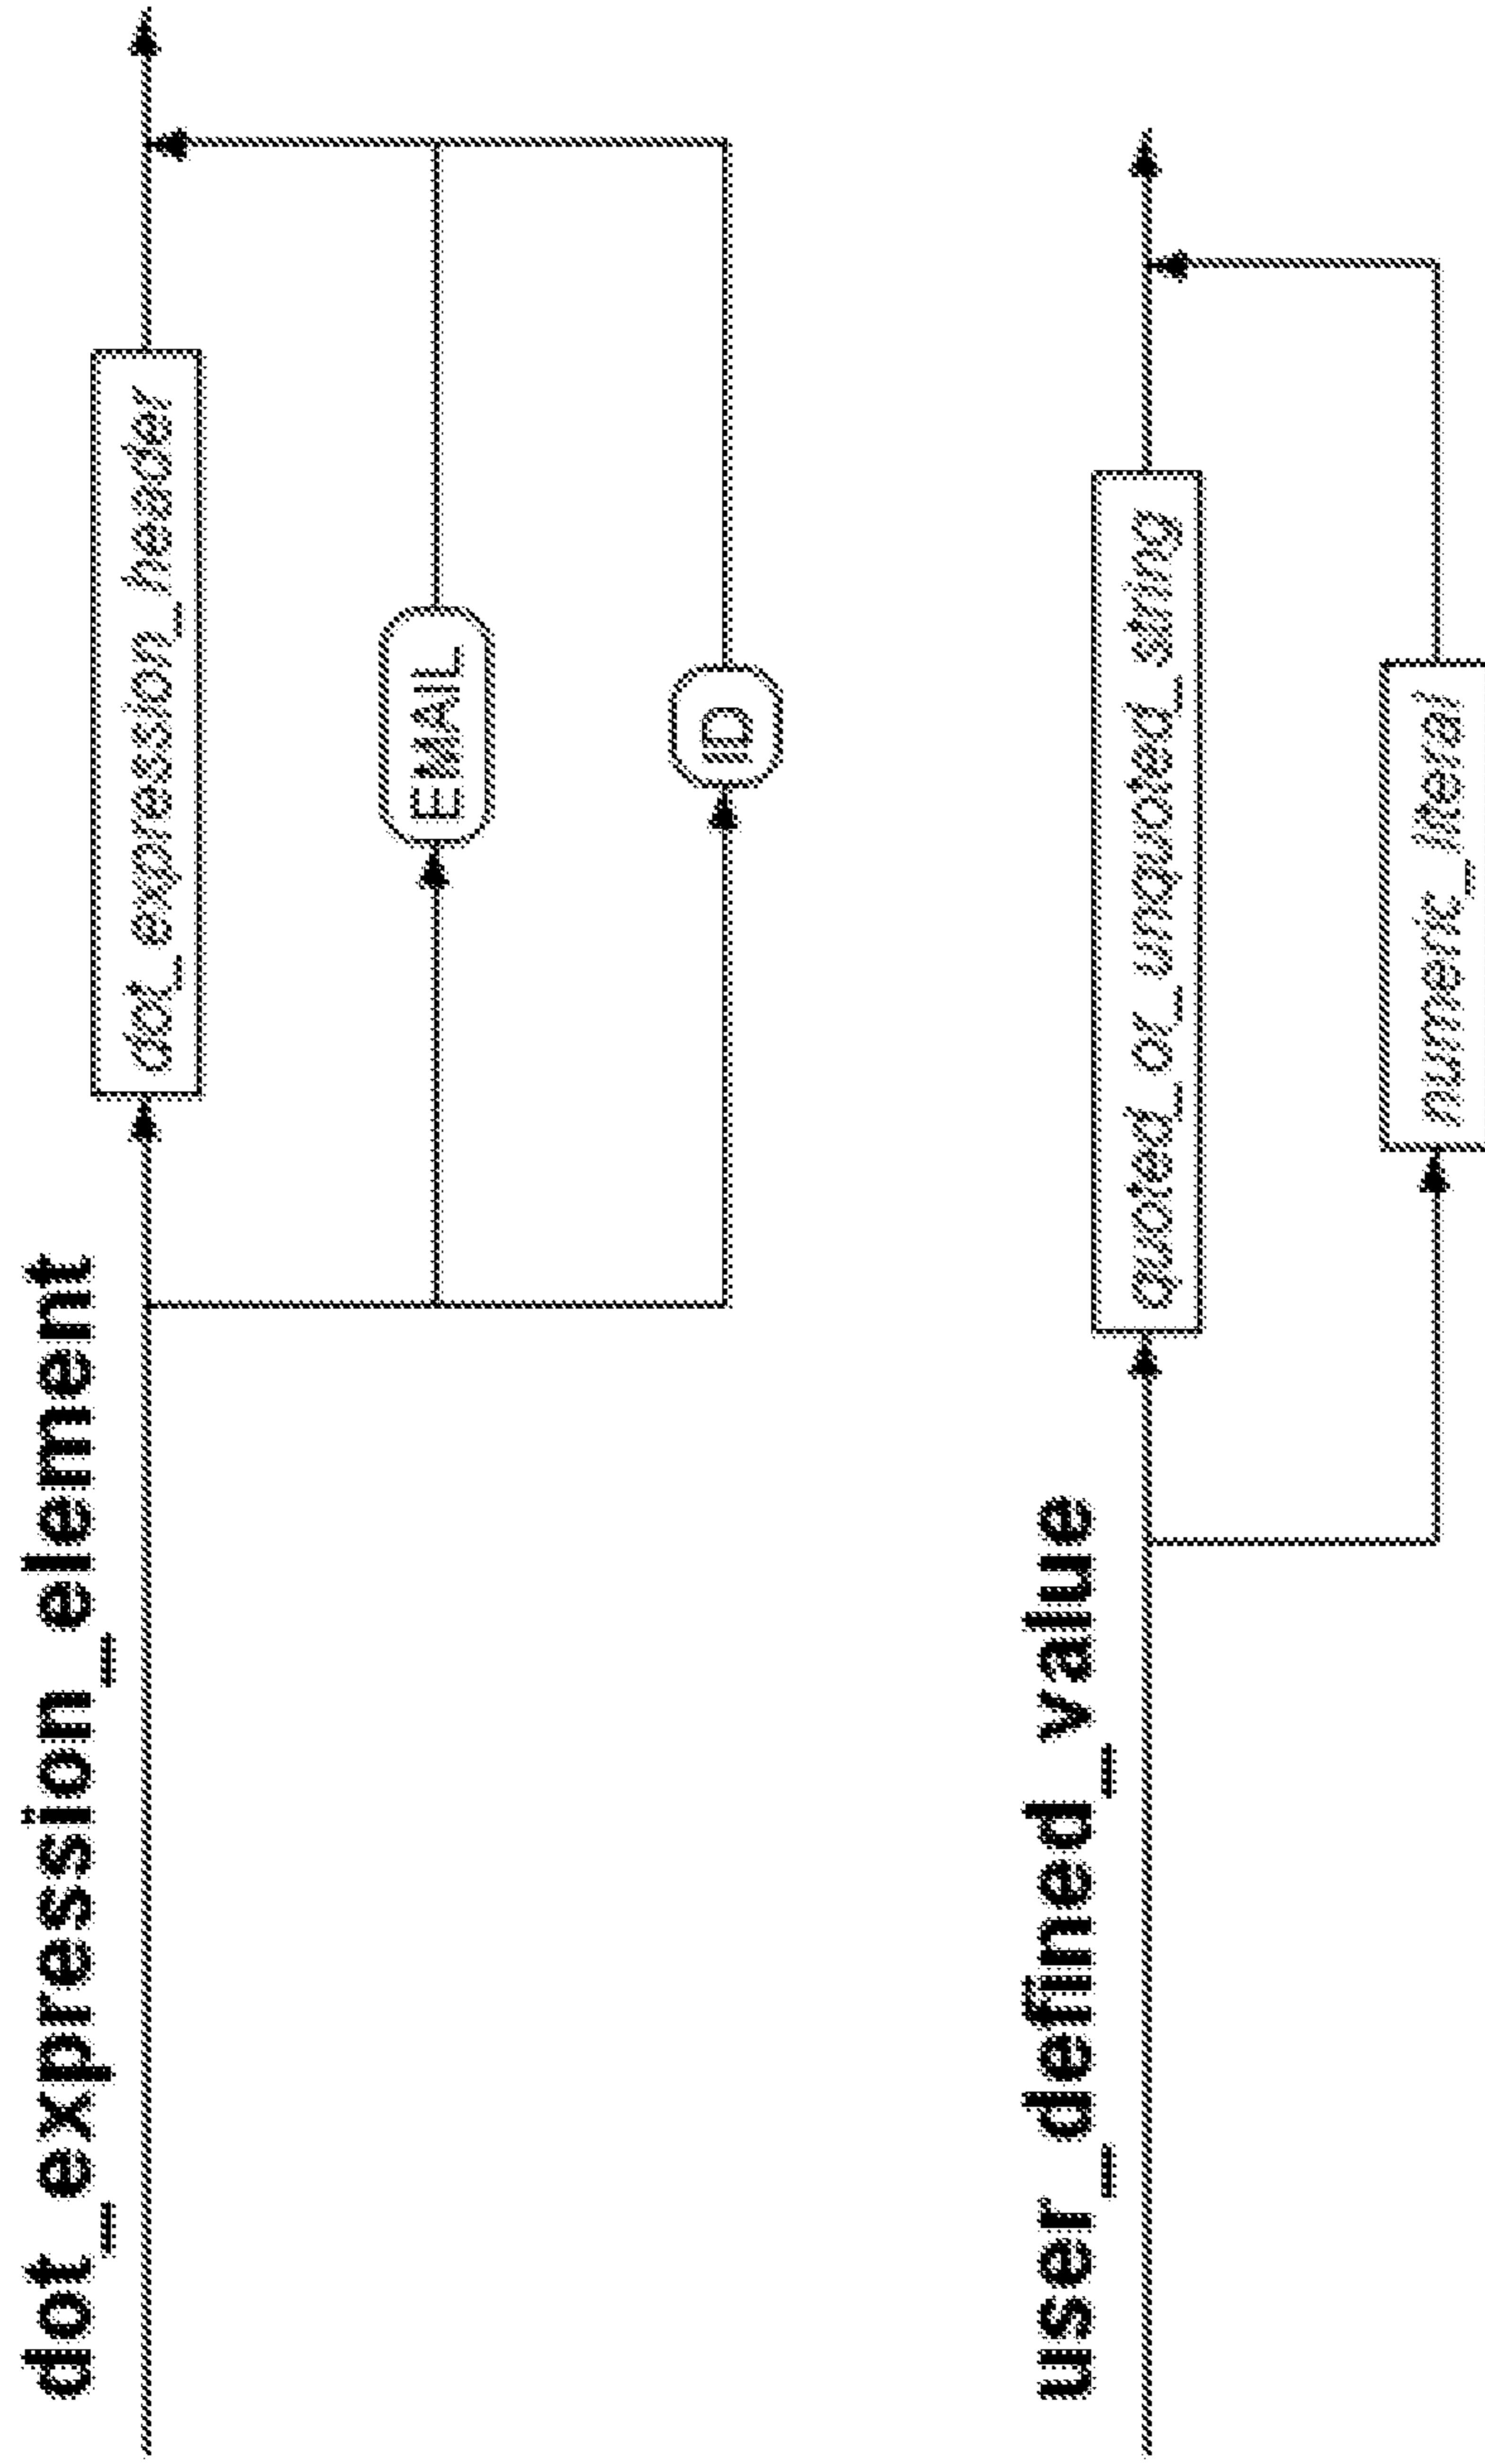 dot_expression_element
dot_expression_header
EMAIL
ID
user_defined_value
quoted_or_unquoted_string
numeric_literal